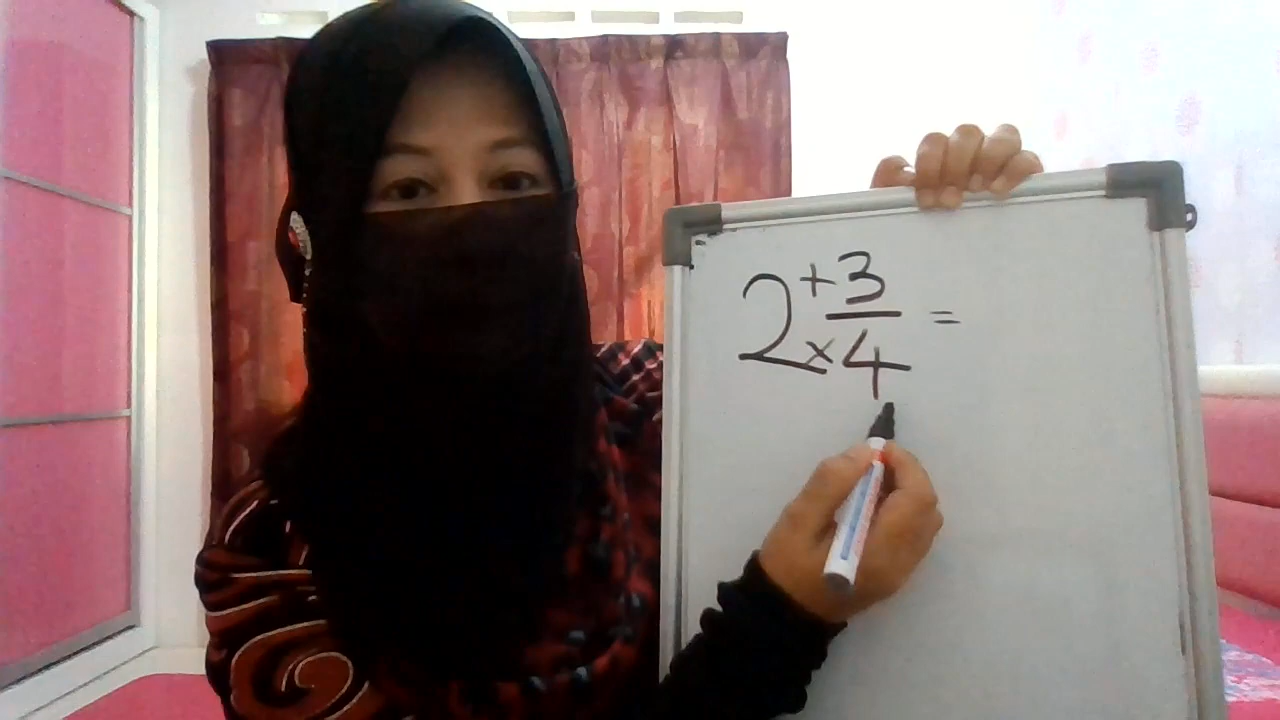 2 + 3/4 =
×